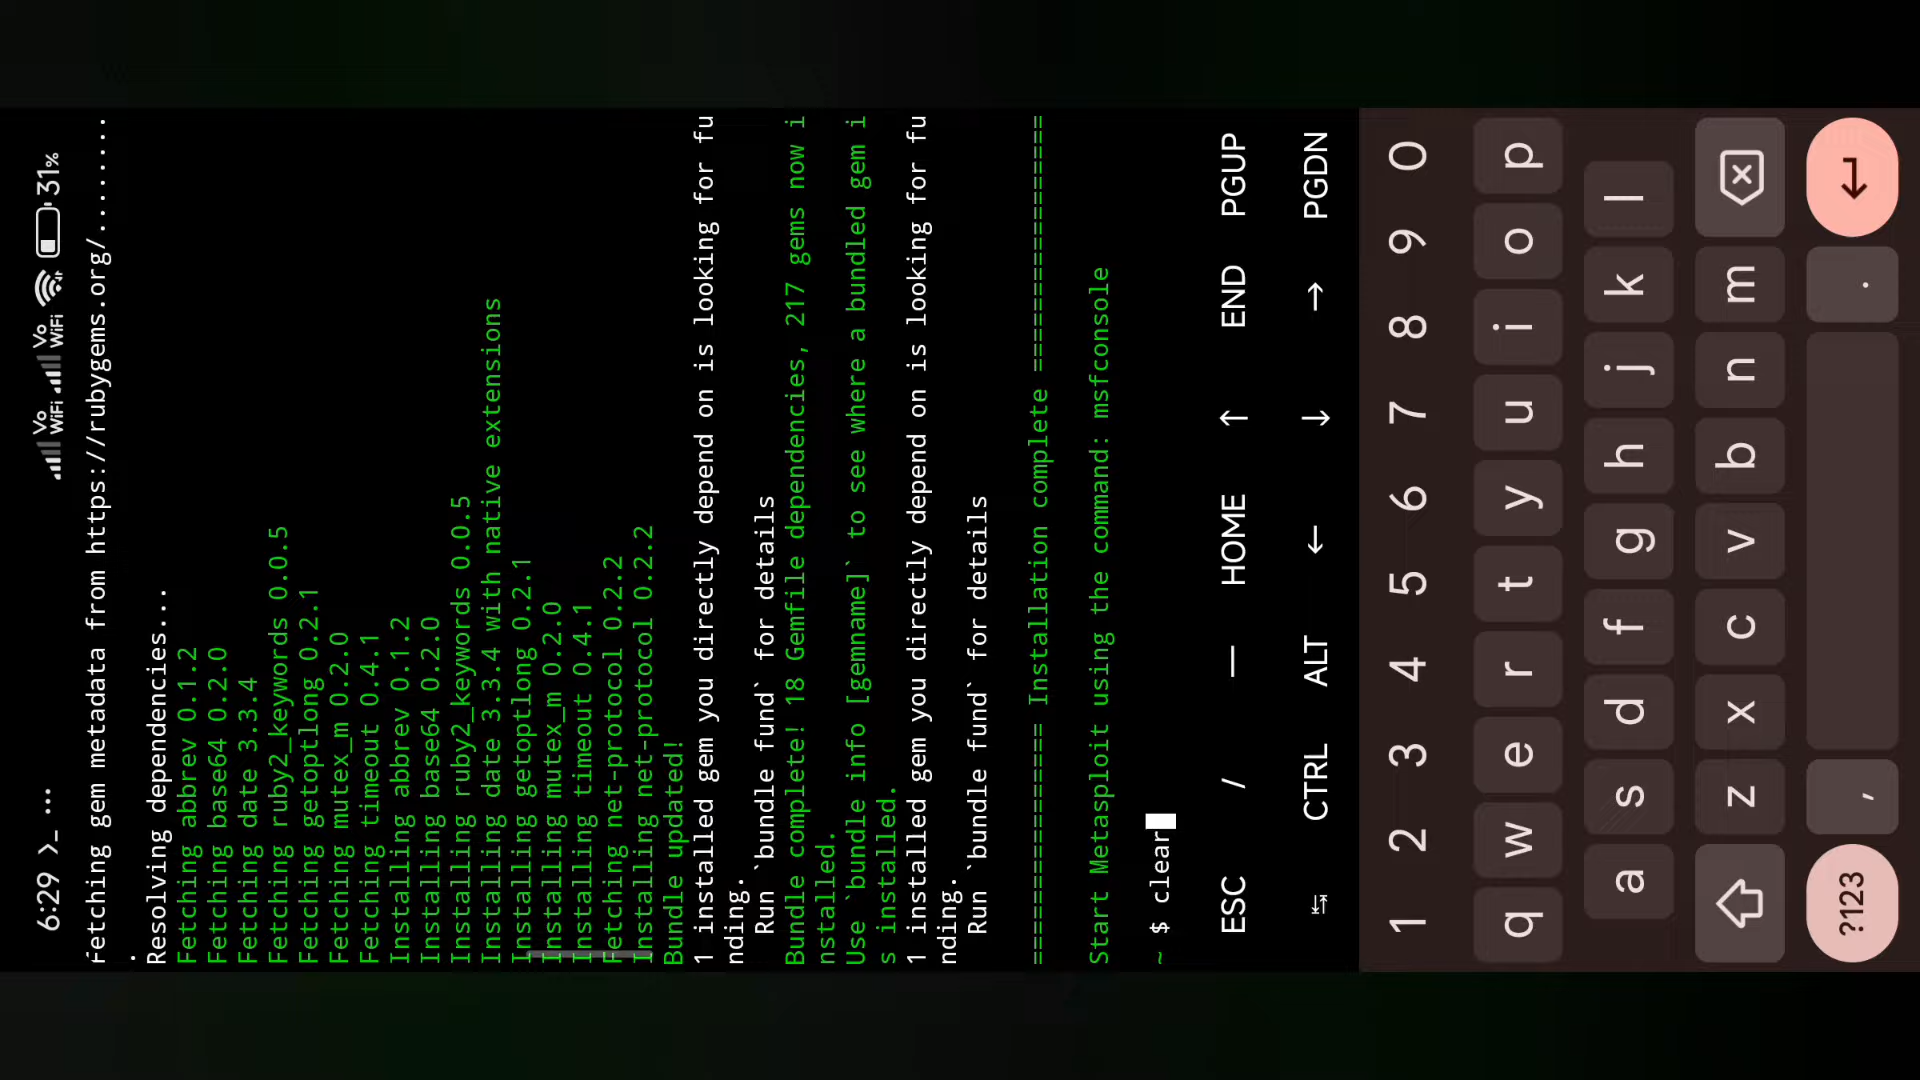 6:29 >_ ... Vo WiFi Vo WiFi 31%
fetching gem metadata from https://rubygems.org/........
.
Resolving dependencies...
Fetching abbrev 0.1.2
Fetching base64 0.2.0
Fetching date 3.3.4
Fetching ruby2_keywords 0.0.5
Fetching getoptlong 0.2.1
Fetching mutex_m 0.2.0
Fetching timeout 0.4.1
Installing abbrev 0.1.2
Installing base64 0.2.0
Installing ruby2_keywords 0.0.5
Installing date 3.3.4 with native extensions
Installing getoptlong 0.2.1
Installing mutex_m 0.2.0
Installing timeout 0.4.1
Fetching net-protocol 0.2.2
Installing net-protocol 0.2.2
Bundle updated!
1 installed gem you directly depend on is looking for fu
nding.
Run `bundle fund` for details
Bundle complete! 18 Gemfile dependencies, 217 gems now i
nstalled.
Use `bundle info [gemname]` to see where a bundled gem i
s installed.
1 installed gem you directly depend on is looking for fu
nding.
Run `bundle fund` for details
================ Installation complete =================
Start Metasploit using the command: msfconsole
~ $ clear
ESC / — HOME ↑ END PGUP
↹ CTRL ALT ← ↓ → PGDN
1 2 3 4 5 6 7 8 9 0
q w e r t y u i o p
a s d f g h j k l
z x c v b n m
?123 , .